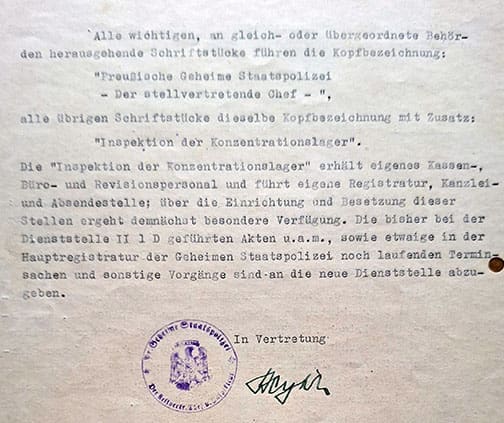 Alle wichtigen, an gleich- oder übergeordnete Behör-
den herausgehende Schriftstücke führen die Kopfbezeichnung:
"Preußische Geheime Staatspolizei
- Der stellvertretende Chef - ",
alle übrigen Schriftstücke dieselbe Kopfbezeichnung mit Zusatz:
"Inspektion der Konzentrationslager".
Die "Inspektion der Konzentrationslager" erhält eigenes Kassen-,
Büro- und Revisionspersonal und führt eigene Registratur, Kanzlei-
und Absendestelle; über die Einrichtung und Besetzung dieser
Stellen ergeht demnächst besondere Verfügung. Die bisher bei der
Dienststelle II 1 D geführten Akten u.a.m., sowie etwaige in der
Hauptregistratur der Geheimen Staatspolizei noch laufenden Termin-
sachen und sonstige Vorgänge sind an die neue Dienststelle abzu-
geben.
In Vertretung
Geheime Staatspolizei